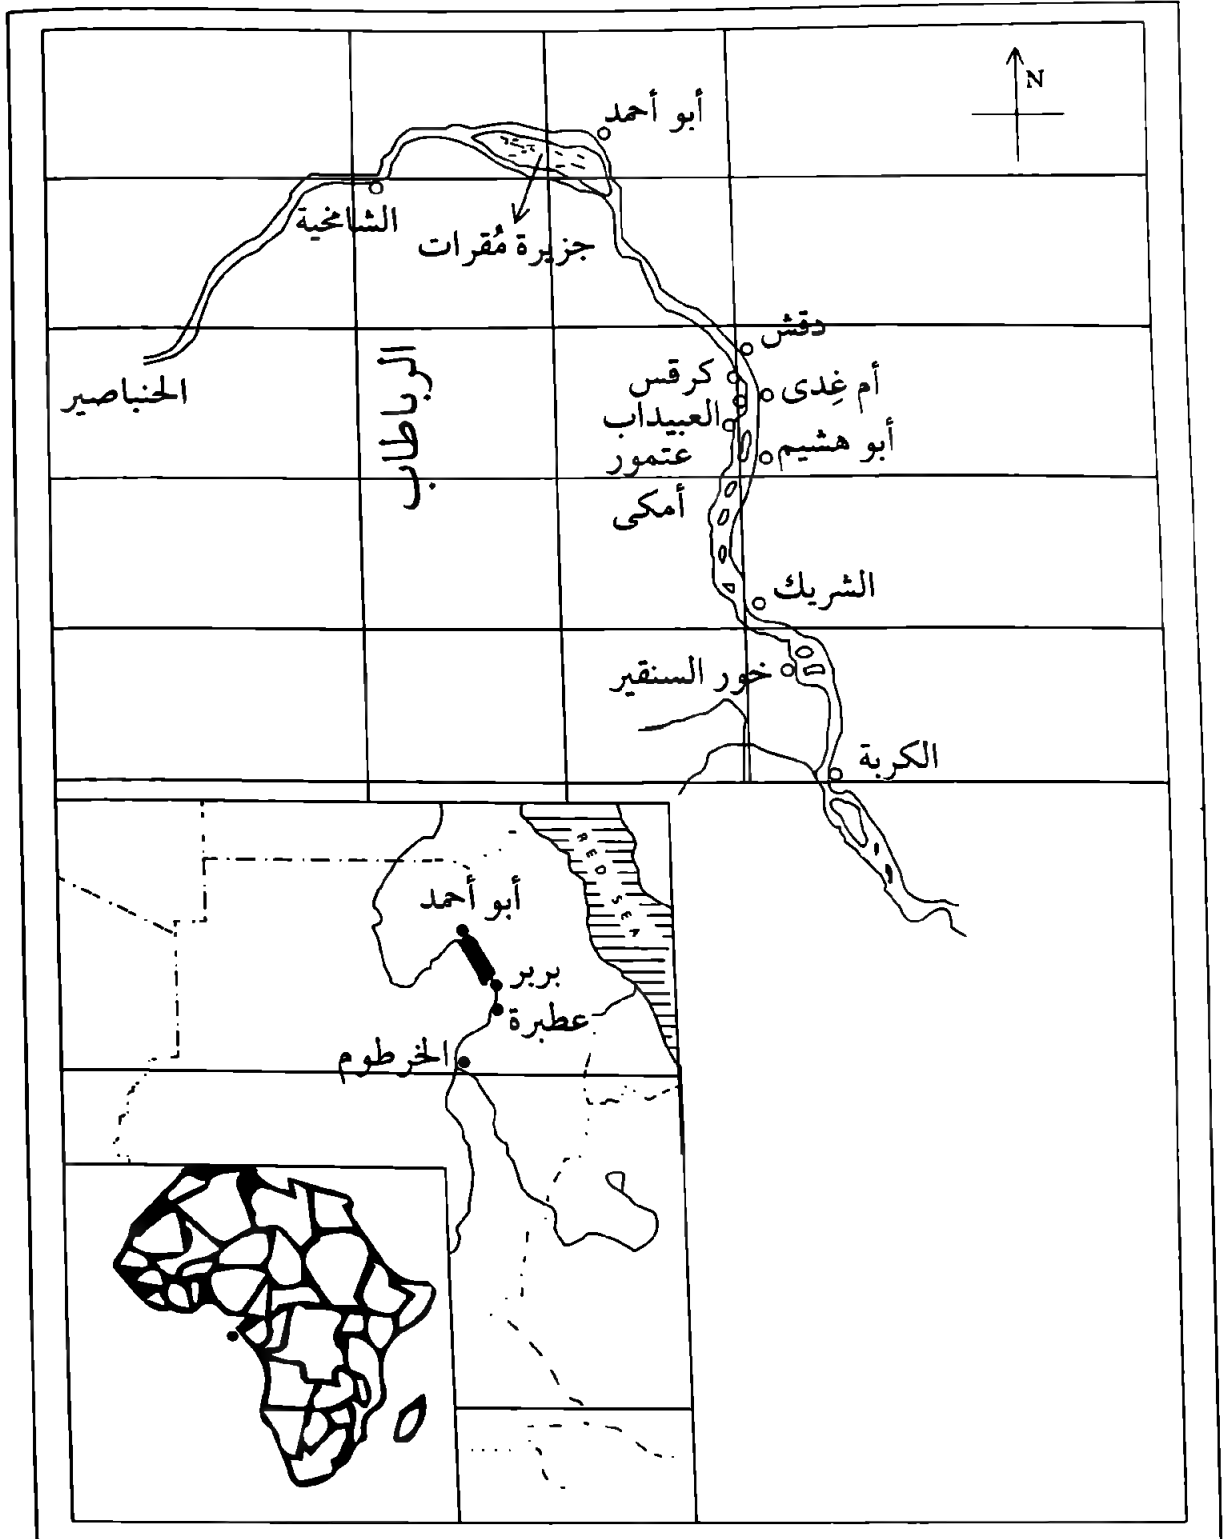 N
أبو أحمد
الشامخية
جزيرة مُقرات
دقش
الحنباصير
الرباطاب
كرقس
أم غِدى
العبيداب
أبو هشيم
عتمور
أمكى
الشريك
خور السنقير
الكربة
RED SEA
أبو أحمد
بربر
عطبرة
الخرطوم